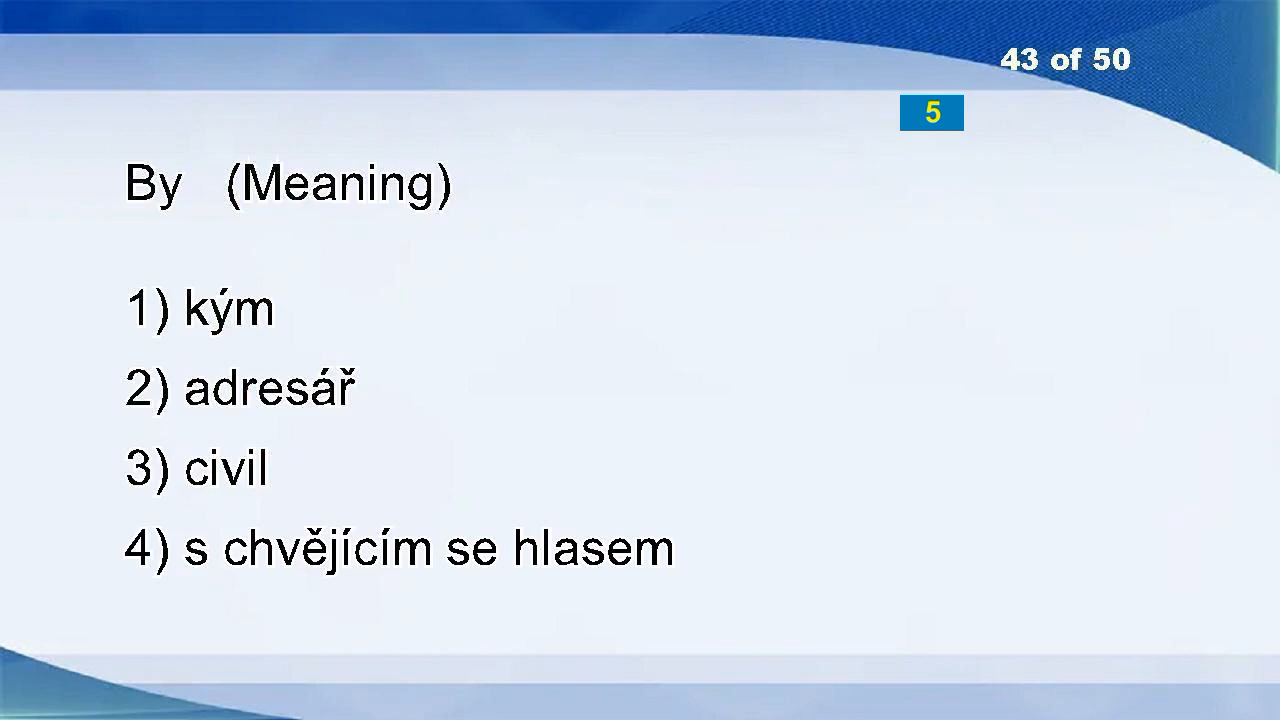 43 of 50
5
By (Meaning)
1) kým
2) adresář
3) civil
4) s chvějícím se hlasem